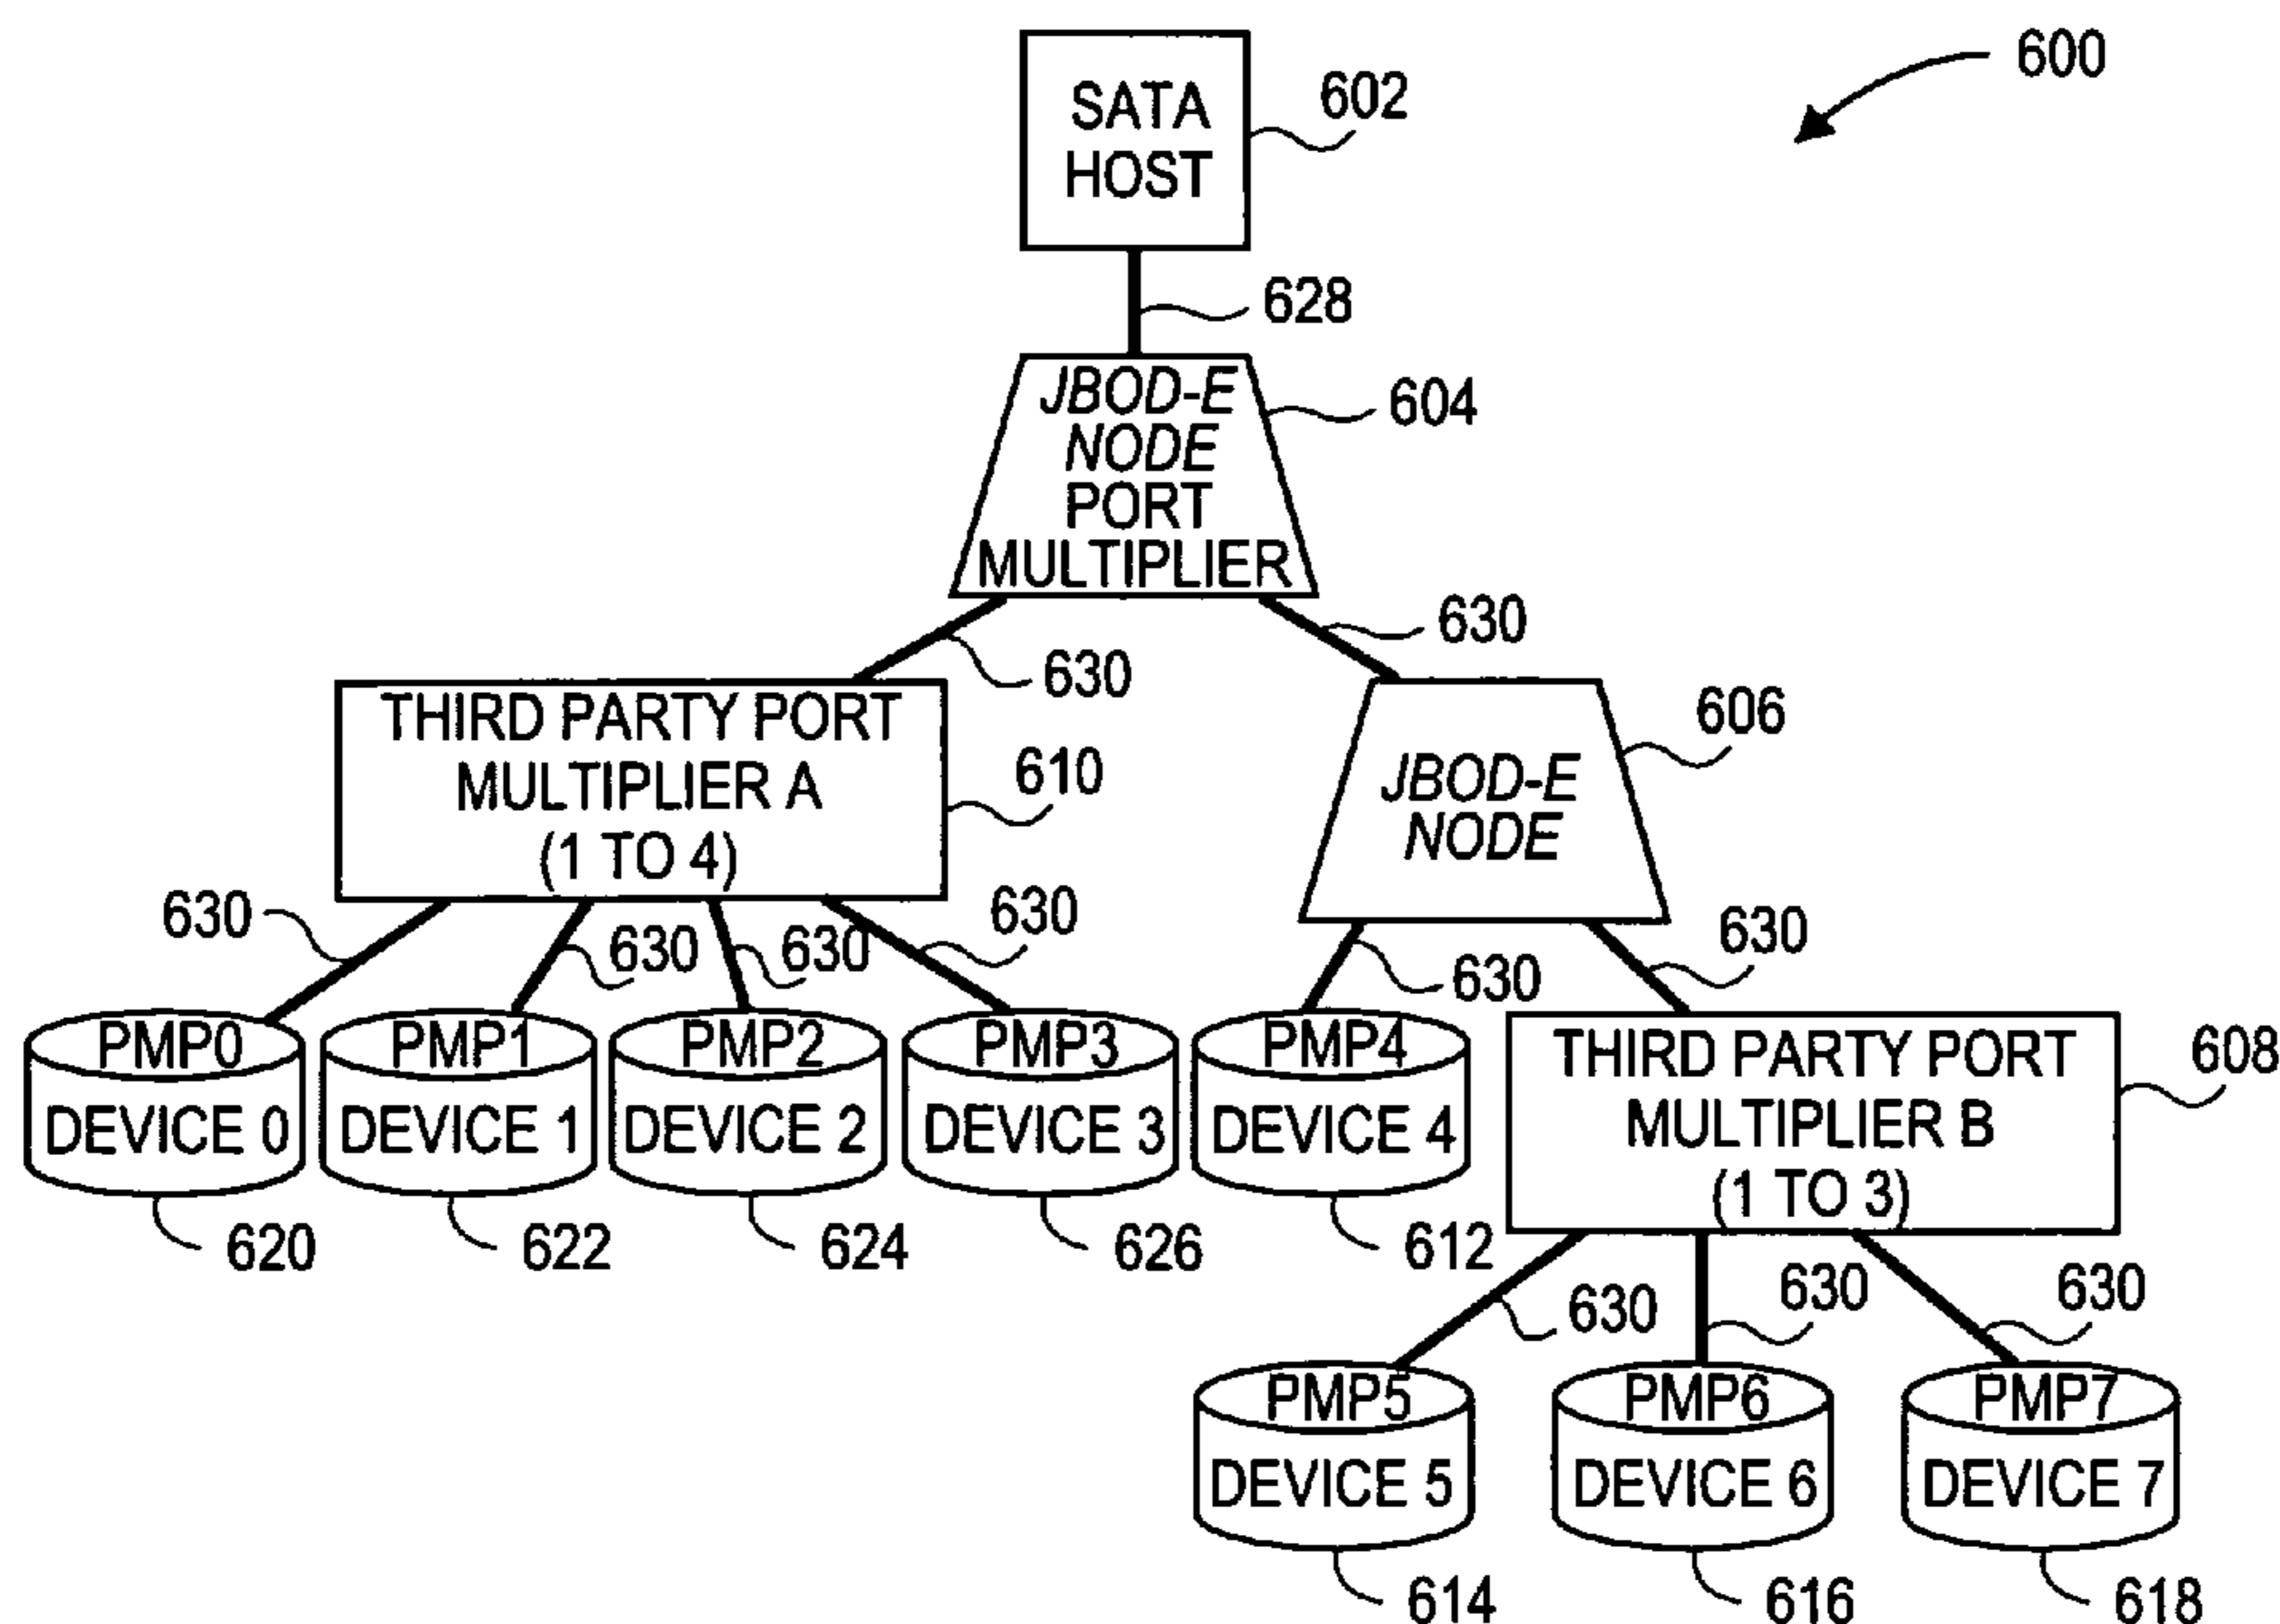 600
SATA
HOST
602
628
JBOD-E
NODE
PORT
MULTIPLIER
604
630
630
THIRD PARTY PORT
MULTIPLIER A
(1 TO 4)
610
JBOD-E
NODE
606
630
630
630
630
630
630
PMP0
DEVICE 0
620
PMP1
DEVICE 1
622
PMP2
DEVICE 2
624
PMP3
DEVICE 3
626
PMP4
DEVICE 4
612
THIRD PARTY PORT
MULTIPLIER B
(1 TO 3)
608
630
630
630
PMP5
DEVICE 5
614
PMP6
DEVICE 6
616
PMP7
DEVICE 7
618